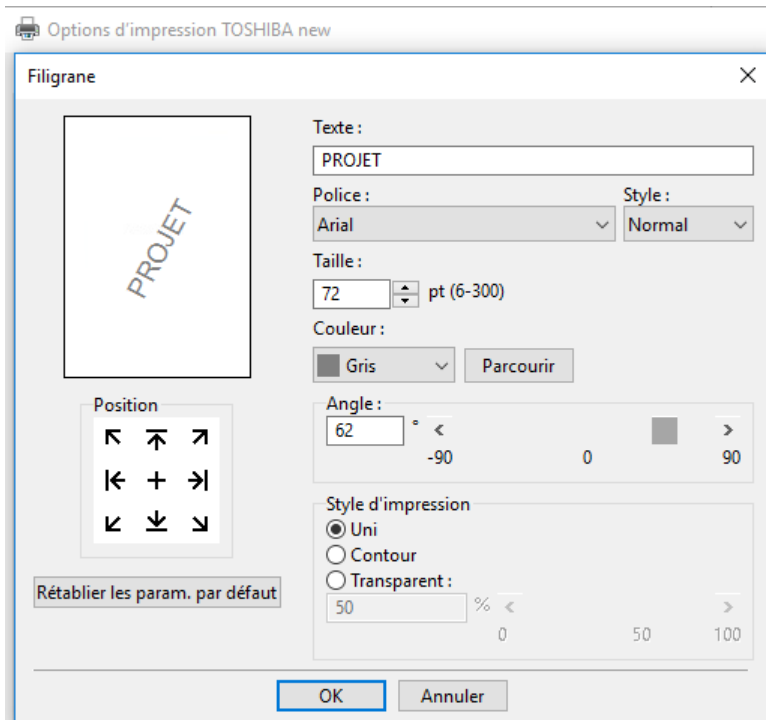 Options d'impression TOSHIBA new
Filigrane
PROJET
Texte :
PROJET
Police :
Style :
Arial
Normal
Taille :
72
pt (6-300)
Couleur :
Gris
Parcourir
Position
Angle :
62
°
-90
0
90
Style d'impression
Uni
Contour
Transparent :
50
%
0
50
100
Rétablier les param. par défaut
OK
Annuler